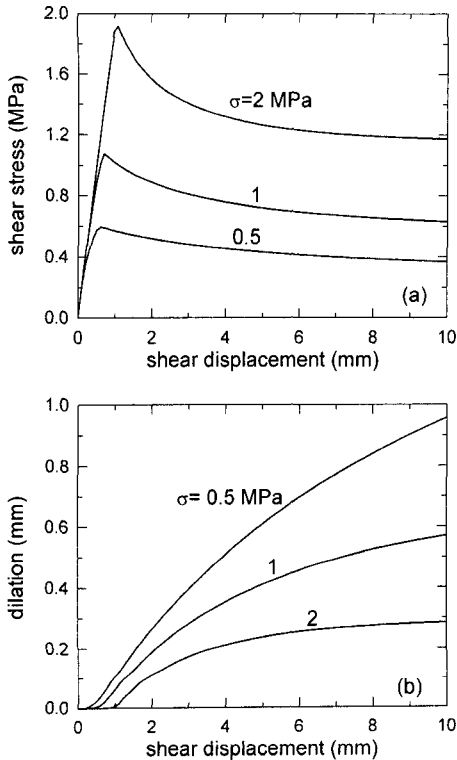 2.0
1.6
1.2
0.8
0.4
0.0
shear stress (MPa)
σ=2 MPa
1
0.5
(a)
0 2 4 6 8 10
shear displacement (mm)
1.0
0.8
0.6
0.4
0.2
0.0
dilation (mm)
σ= 0.5 MPa
1
2
(b)
0 2 4 6 8 10
shear displacement (mm)